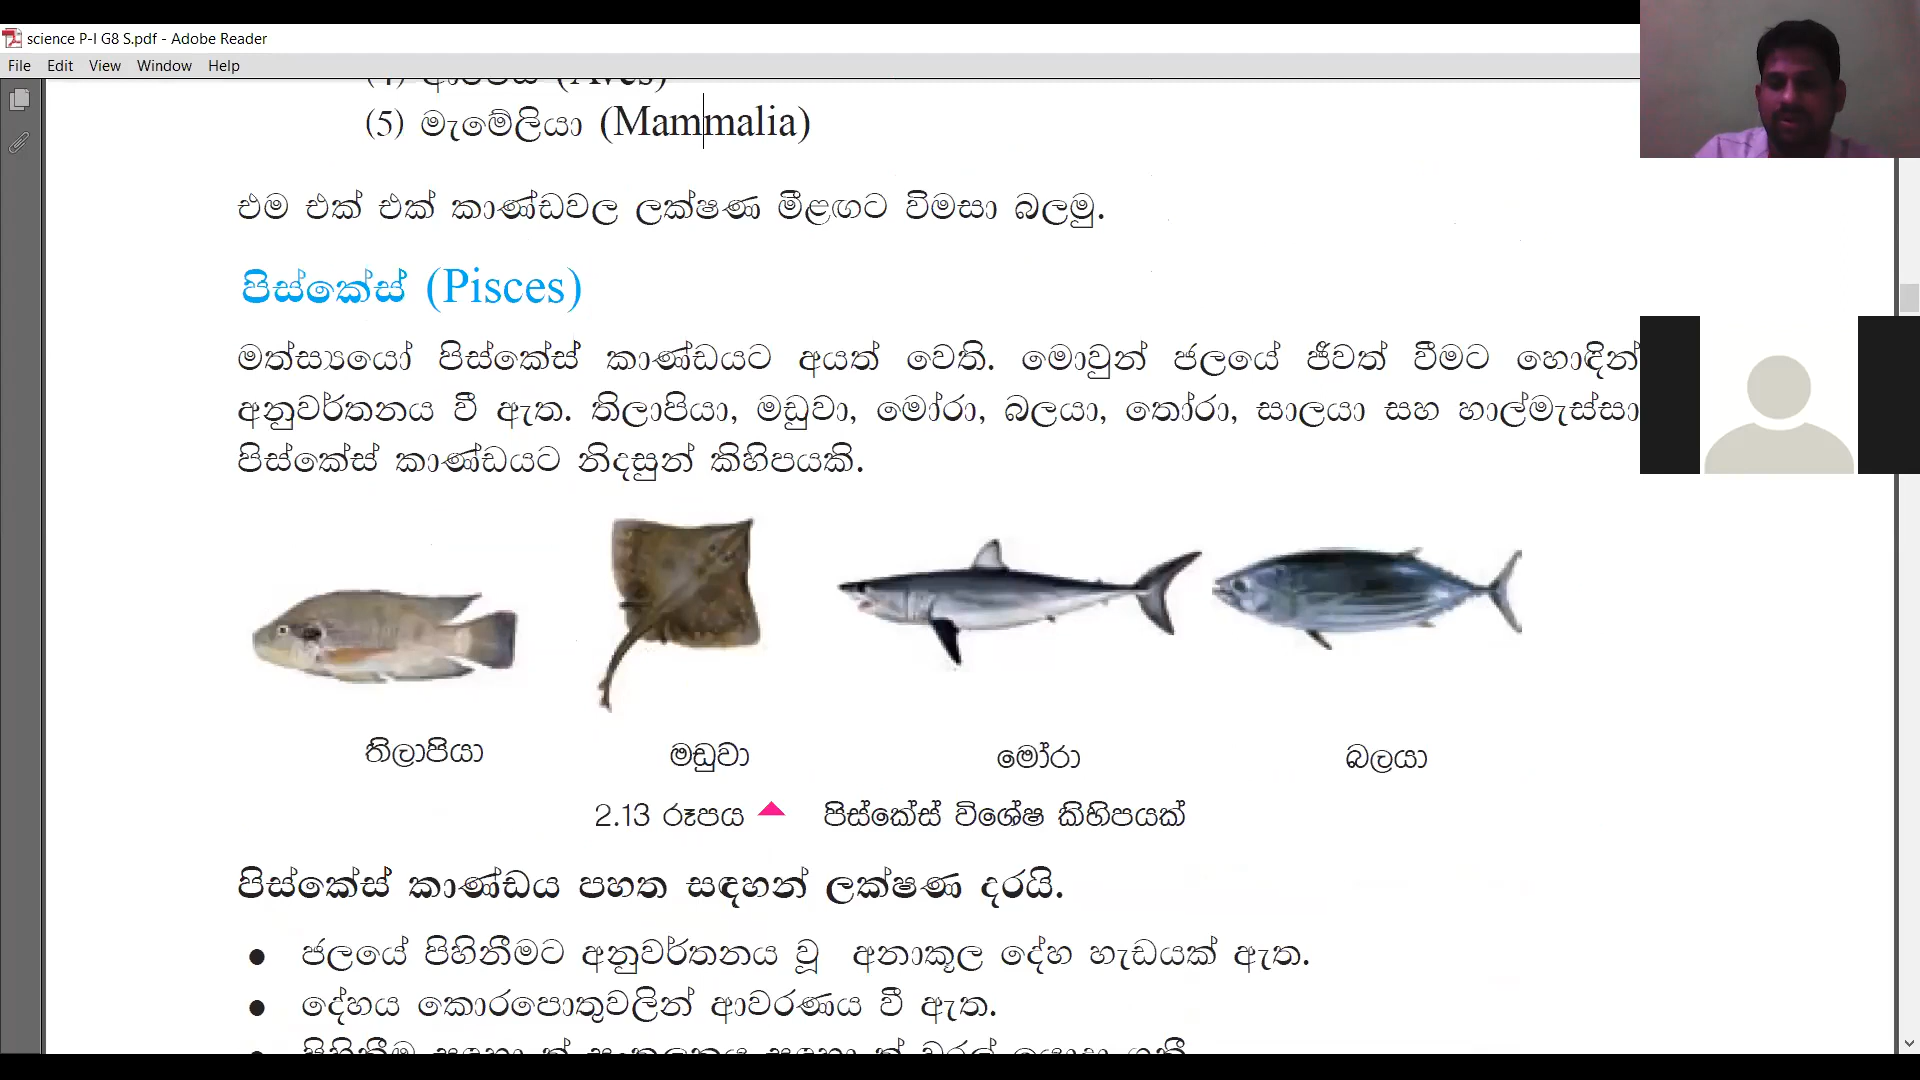 science P-I G8 S.pdf - Adobe Reader
File Edit View Window Help
(5) මැමේලියා (Mammalia)
එම එක් එක් කාණ්ඩවල ලක්ෂණ මීළඟට විමසා බලමු.
පිස්කේස් (Pisces)
මත්ස්‍යයෝ පිස්කේස් කාණ්ඩයට අයත් වෙති. මොවුන් ජලයේ ජීවත් වීමට හොඳින්
අනුවර්තනය වී ඇත. තිලාපියා, මඩුවා, මෝරා, බලයා, තෝරා, සාලයා සහ හාල්මැස්සා
පිස්කේස් කාණ්ඩයට නිදසුන් කිහිපයකි.
තිලාපියා මඩුවා මෝරා බලයා
2.13 රූපය ▲ පිස්කේස් විශේෂ කිහිපයක්
පිස්කේස් කාණ්ඩය පහත සඳහන් ලක්ෂණ දරයි.
● ජලයේ පිහිනීමට අනුවර්තනය වූ අනාකූල දේහ හැඩයක් ඇත.
● දේහය කොරපොතුවලින් ආවරණය වී ඇත.